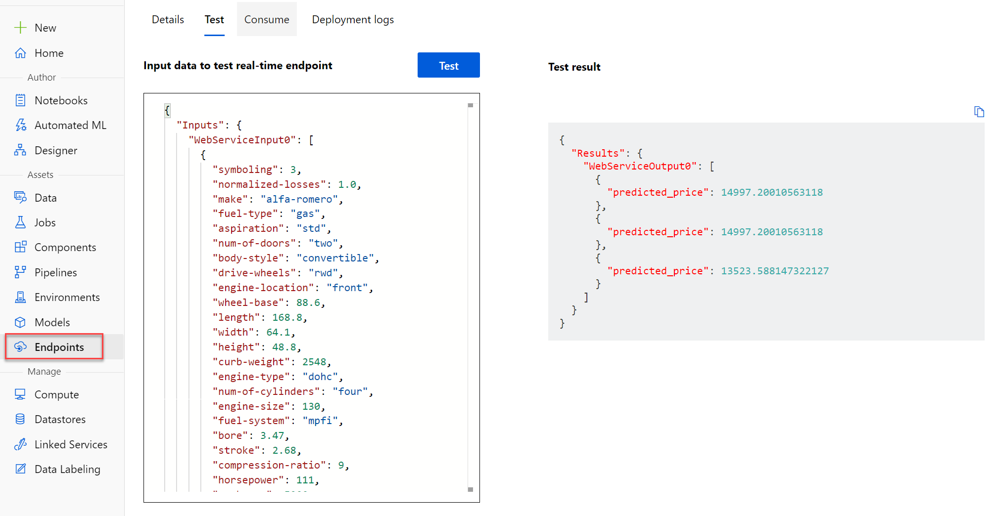 New
Home
Author
Notebooks
Automated ML
Designer
Assets
Data
Jobs
Components
Pipelines
Environments
Models
Endpoints
Manage
Compute
Datastores
Linked Services
Data Labeling
Details Test Consume Deployment logs
Input data to test real-time endpoint
Test
{
"Inputs": {
"WebServiceInput0": [
{
"symboling": 3,
"normalized-losses": 1.0,
"make": "alfa-romero",
"fuel-type": "gas",
"aspiration": "std",
"num-of-doors": "two",
"body-style": "convertible",
"drive-wheels": "rwd",
"engine-location": "front",
"wheel-base": 88.6,
"length": 168.8,
"width": 64.1,
"height": 48.8,
"curb-weight": 2548,
"engine-type": "dohc",
"num-of-cylinders": "four",
"engine-size": 130,
"fuel-system": "mpfi",
"bore": 3.47,
"stroke": 2.68,
"compression-ratio": 9,
"horsepower": 111,
Test result
{
"Results": {
"WebServiceOutput0": [
{
"predicted_price": 14997.20010563118
},
{
"predicted_price": 14997.20010563118
},
{
"predicted_price": 13523.588147322127
}
]
}
}